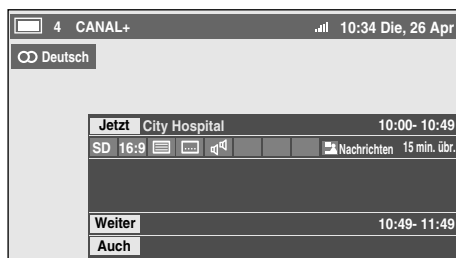 4 CANAL+ 10:34 Die, 26 Apr
Deutsch
Jetzt City Hospital 10:00- 10:49
SD 16:9 Nachrichten 15 min. übr.
Weiter 10:49- 11:49
Auch